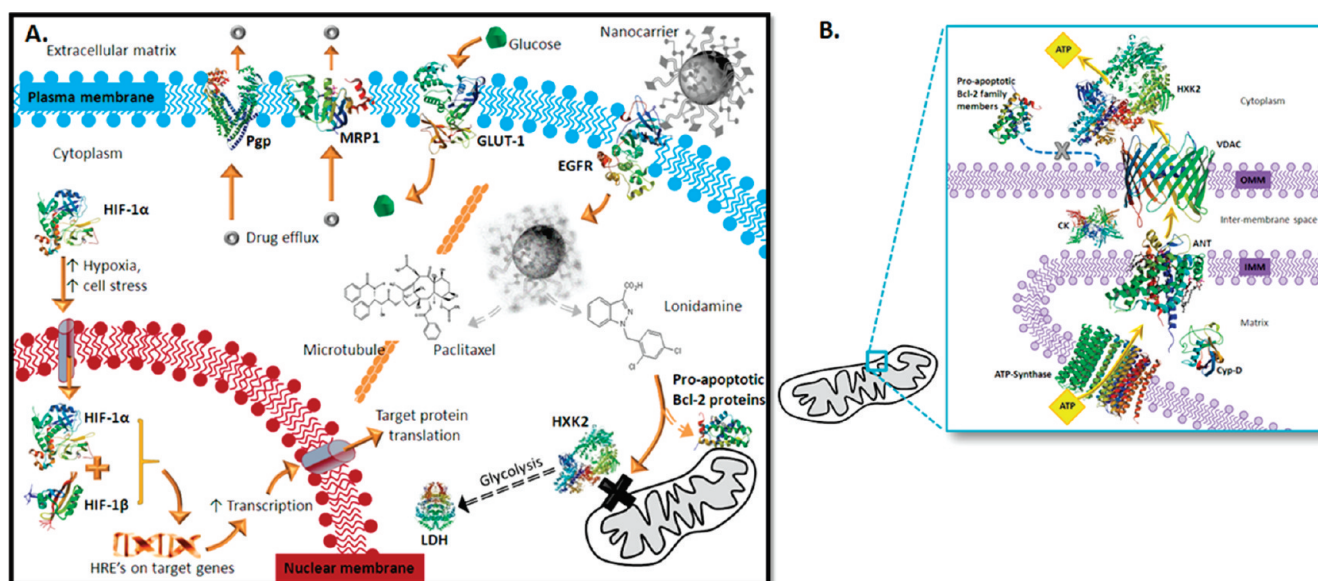 A.
Extracellular matrix
Glucose
Nanocarrier
Plasma membrane
Pgp
MRP1
GLUT-1
EGFR
Cytoplasm
HIF-1α
Drug efflux
↑ Hypoxia,
↑ cell stress
CO₂H
N
N
Cl
Cl
Lonidamine
Microtubule
Paclitaxel
Pro-apoptotic
Bcl-2 proteins
HIF-1α
HIF-1β
Target protein
translation
HXK2
Glycolysis
↑ Transcription
LDH
HRE's on target genes
Nuclear membrane
B.
ATP
Pro-apoptotic
Bcl-2 family
members
HXK2
Cytoplasm
VDAC
OMM
Inter-membrane space
CK
ANT
IMM
Matrix
ATP-Synthase
Cyp-D
ATP